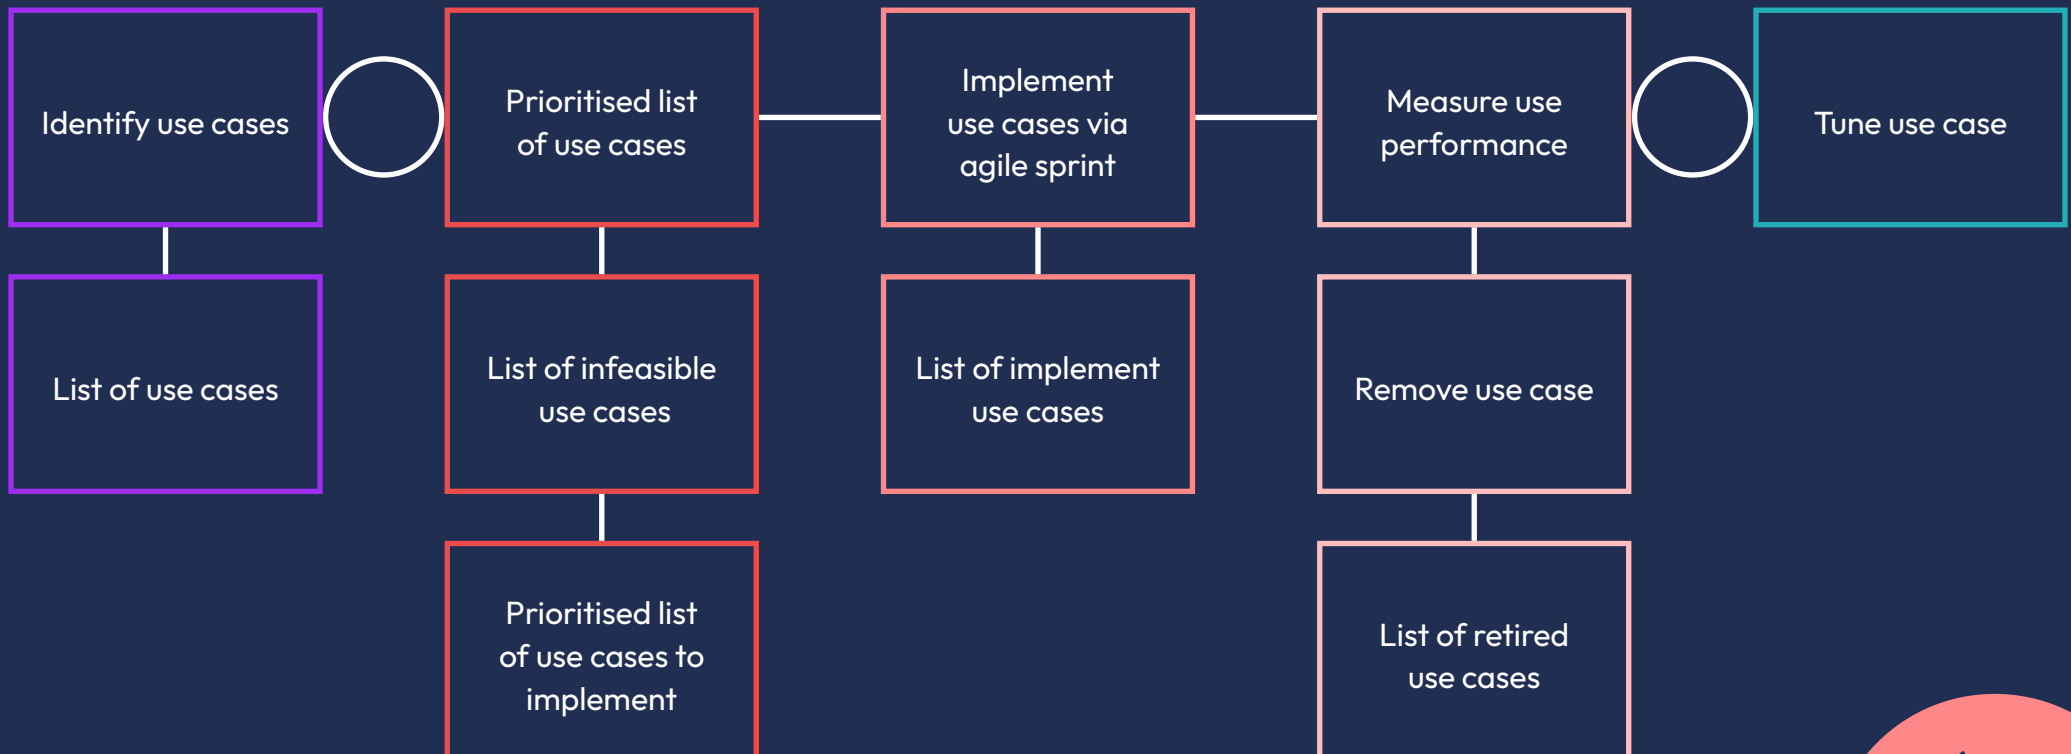 Identify use cases
Prioritised list
of use cases
Implement
use cases via
agile sprint
Measure use
performance
Tune use case
List of use cases
List of infeasible
use cases
List of implement
use cases
Remove use case
Prioritised list
of use cases to
implement
List of retired
use cases